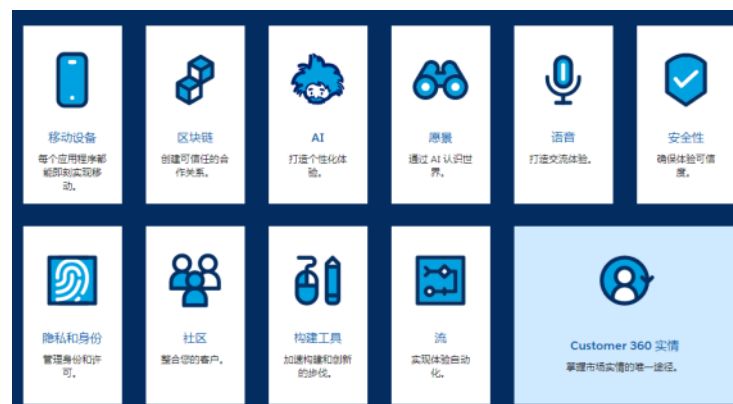 移动设备
每个应用程序都
能即刻实现移
动。
区块链
创建可信任的合
作关系。
AI
打造个性化体
验。
愿景
通过 AI 认识世
界。
语音
打造交流体验。
安全性
确保体验可信
度。
隐私和身份
管理身份和许
可。
社区
整合您的客户。
构建工具
加速构建和创新
的步伐。
流
实现体验自动
化。
Customer 360 实情
掌握市场实情的唯一途径。